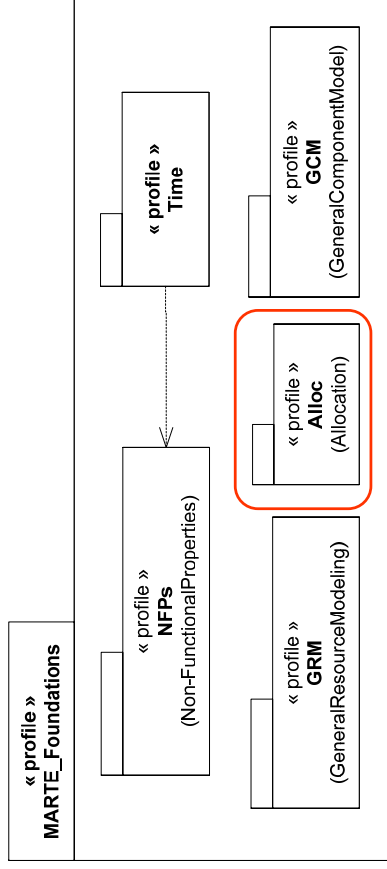 « profile »
MARTE_Foundations
« profile »
NFPs
(Non-FunctionalProperties)
« profile »
Time
« profile »
GRM
(GeneralResourceModeling)
« profile »
Alloc
(Allocation)
« profile »
GCM
(GeneralComponentModel)